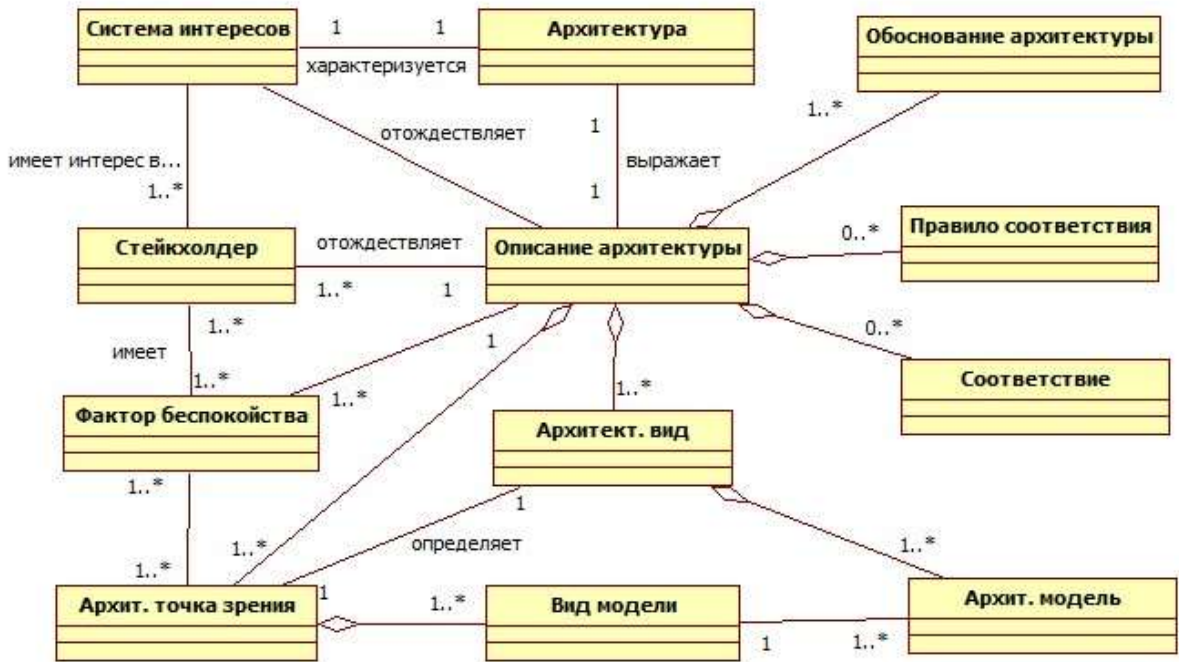 Система интересов
1
1
Архитектура
Обоснование архитектуры
характеризуется
1..*
отождествляет
1
имеет интерес в...
выражает
1..*
1
Стейкхолдер
отождествляет
Описание архитектуры
0..*
Правило соответствия
1..*
1
1..*
1
0..*
имеет
1..*
1..*
1..*
Соответствие
Фактор беспокойства
Архитект. вид
1..*
1
1..*
определяет
1..*
1..*
Архит. точка зрения
1
1..*
Вид модели
Архит. модель
1
1..*